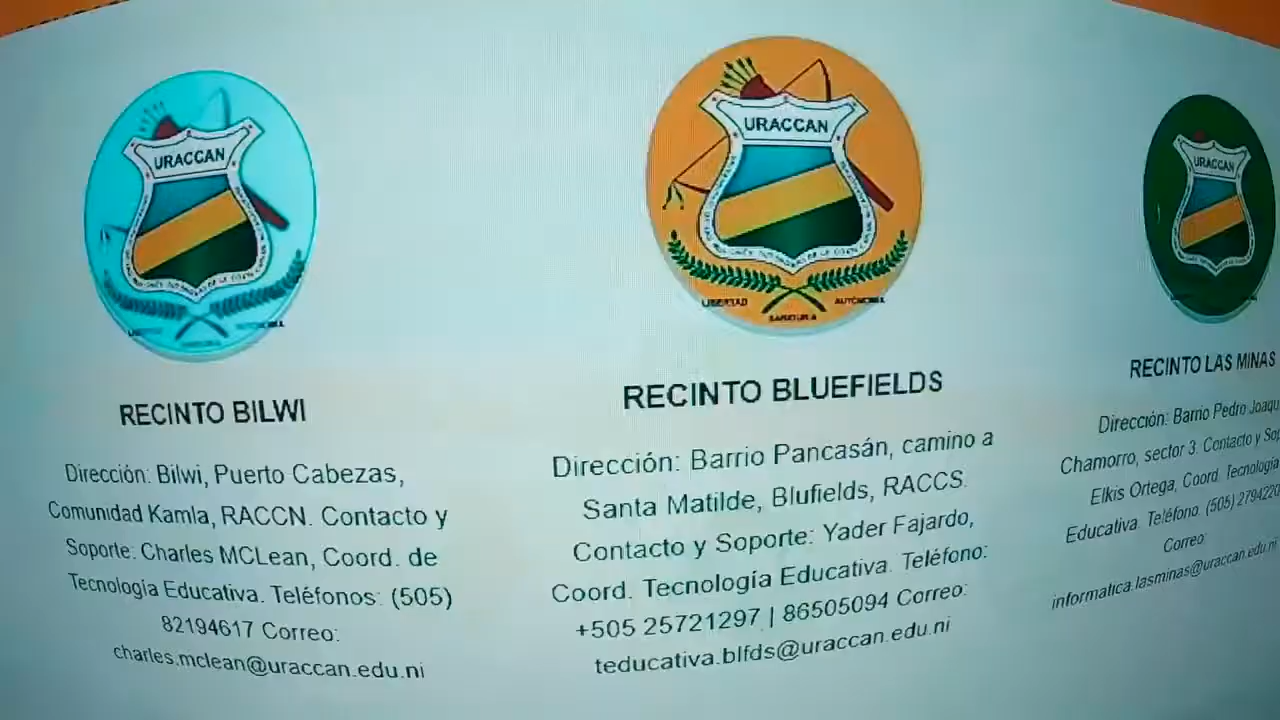 URACCAN
LIBERTAD
AUTONOMIA
SABIDURIA
RECINTO BILWI
Dirección: Bilwi, Puerto Cabezas,
Comunidad Kamla, RACCN. Contacto y
Soporte: Charles MCLean, Coord. de
Tecnología Educativa. Teléfonos: (505)
82194617 Correo:
charles.mclean@uraccan.edu.ni
URACCAN
RECINTO BLUEFIELDS
Dirección: Barrio Pancasán, camino a
Santa Matilde, Blufields, RACCS.
Contacto y Soporte: Yader Fajardo,
Coord. Tecnología Educativa. Teléfono:
+505 25721297 | 86505094 Correo:
teducativa.blfds@uraccan.edu.ni
URACCAN
RECINTO LAS MINAS
Dirección: Barrio Pedro
Chamorro, sector 3. Contacto y
Elkis Ortega, Coord. Tecnología
Educativa. Teléfono. (505)
Correo:
informatica.lasminas@uraccan.edu.ni